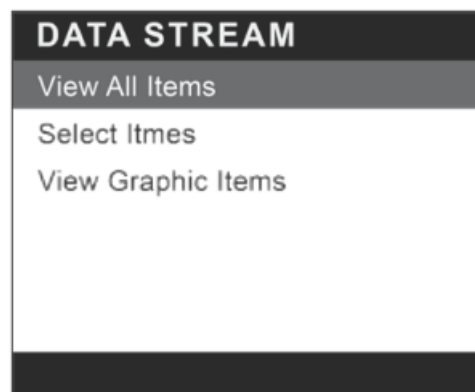 DATA STREAM
View All Items
Select Itmes
View Graphic Items